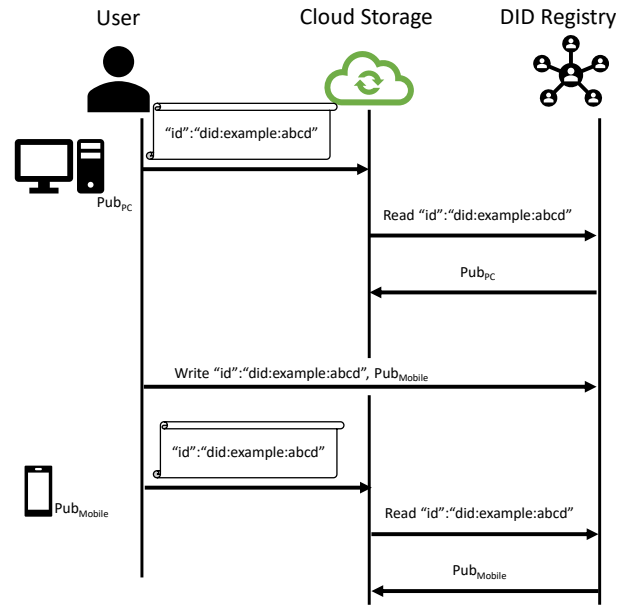 User
Cloud Storage
DID Registry
“id”:“did:example:abcd”
PubPC
Read “id”:“did:example:abcd”
PubPC
Write “id”:“did:example:abcd”, PubMobile
“id”:“did:example:abcd”
PubMobile
Read “id”:“did:example:abcd”
PubMobile